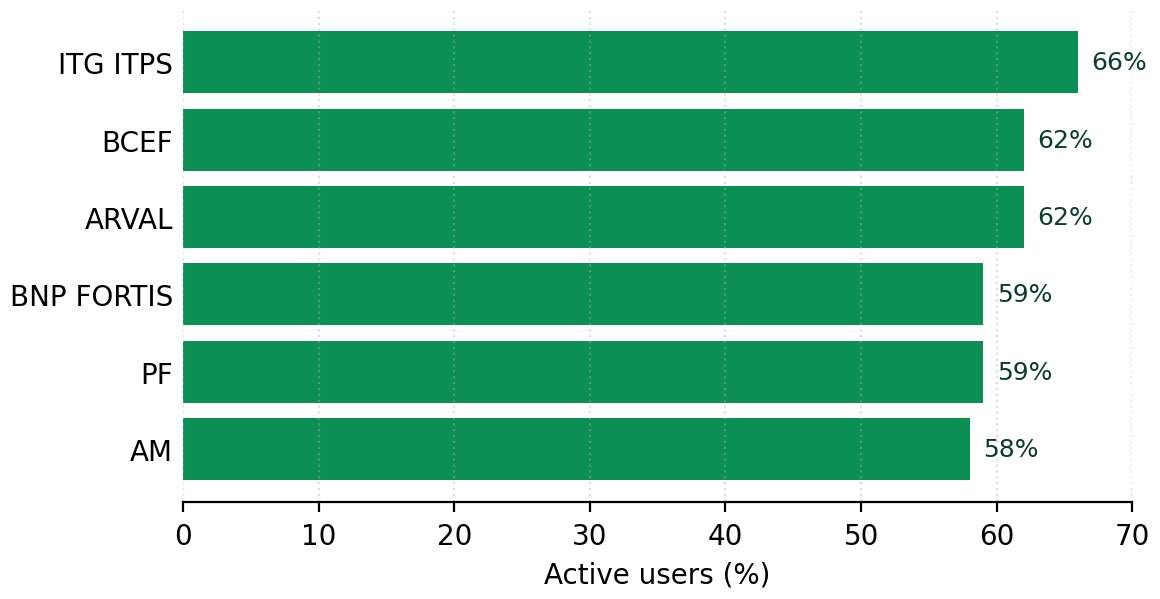 ITG ITPS 66%
BCEF 62%
ARVAL 62%
BNP FORTIS 59%
PF 59%
AM 58%
0 10 20 30 40 50 60 70
Active users (%)